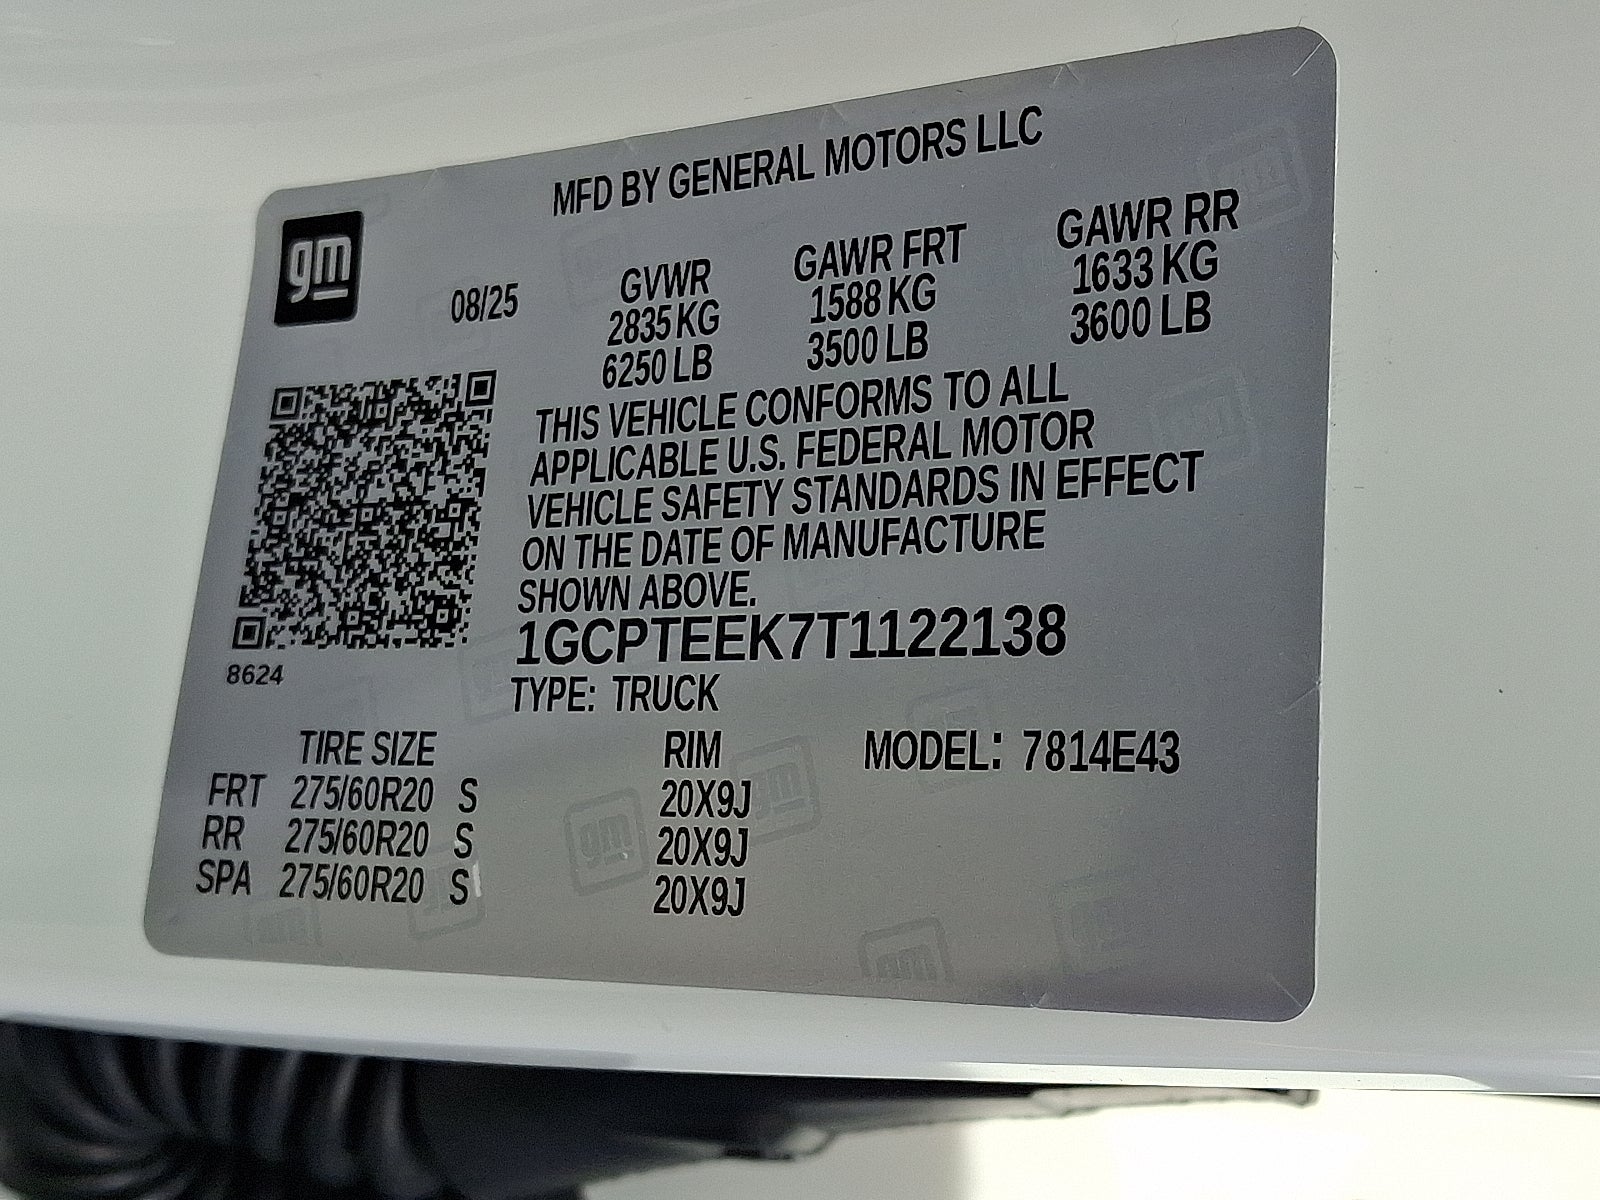 MFD BY GENERAL MOTORS LLC
gm
08/25 GVWR GAWR FRT GAWR RR
2835 KG 1588 KG 1633 KG
6250 LB 3500 LB 3600 LB
THIS VEHICLE CONFORMS TO ALL
APPLICABLE U.S. FEDERAL MOTOR
VEHICLE SAFETY STANDARDS IN EFFECT
ON THE DATE OF MANUFACTURE
SHOWN ABOVE.
1GCPTEEK7T1122138
8624
TYPE: TRUCK
TIRE SIZE RIM MODEL: 7814E43
FRT 275/60R20 S 20X9J
RR 275/60R20 S 20X9J
SPA 275/60R20 S 20X9J